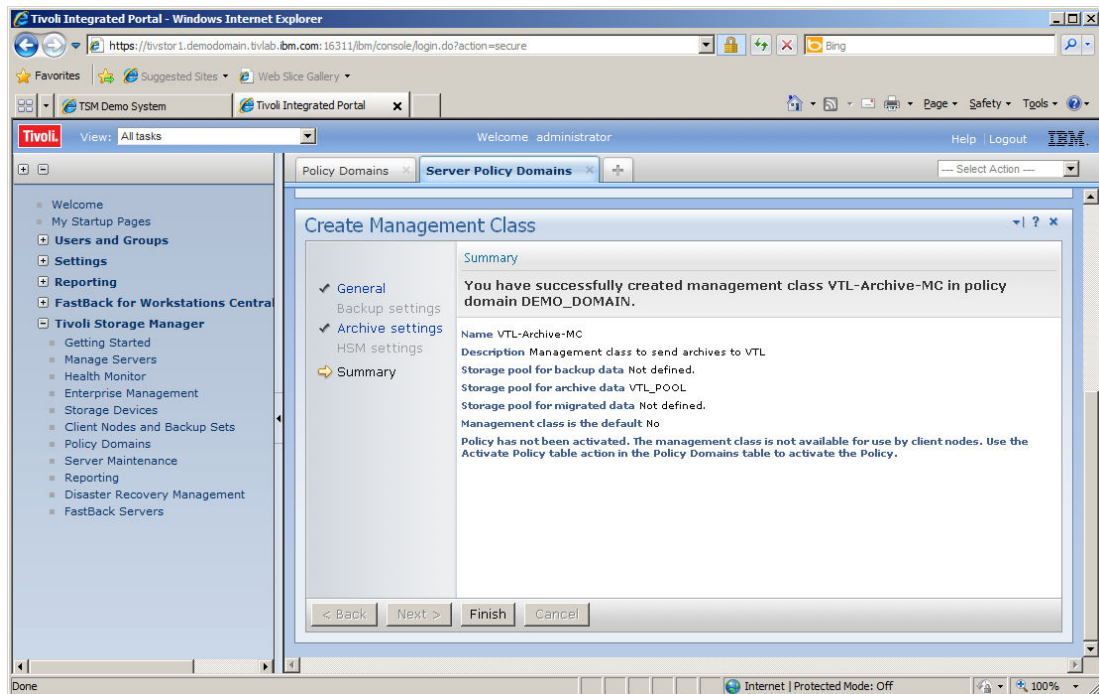 Tivoli Integrated Portal - Windows Internet Explorer
https://tivstor1.demodomain.tivlab.ibm.com:16311/ibm/console/login.do?action=secure
Bing
Favorites Suggested Sites Web Slice Gallery
TSM Demo System Tivoli Integrated Portal x Page Safety Tools
Tivoli. View: All tasks Welcome administrator Help Logout IBM.
Policy Domains Server Policy Domains --- Select Action ---
Welcome
My Startup Pages
Users and Groups
Settings
Reporting
FastBack for Workstations Central
Tivoli Storage Manager
Getting Started
Manage Servers
Health Monitor
Enterprise Management
Storage Devices
Client Nodes and Backup Sets
Policy Domains
Server Maintenance
Reporting
Disaster Recovery Management
FastBack Servers
Create Management Class
General
Backup settings
Archive settings
HSM settings
Summary
Summary
You have successfully created management class VTL-Archive-MC in policy
domain DEMO_DOMAIN.
Name VTL-Archive-MC
Description Management class to send archives to VTL
Storage pool for backup data Not defined.
Storage pool for archive data VTL_POOL
Storage pool for migrated data Not defined.
Management class is the default No
Policy has not been activated. The management class is not available for use by client nodes. Use the
Activate Policy table action in the Policy Domains table to activate the Policy.
< Back Next > Finish Cancel
Done Internet | Protected Mode: Off 100%